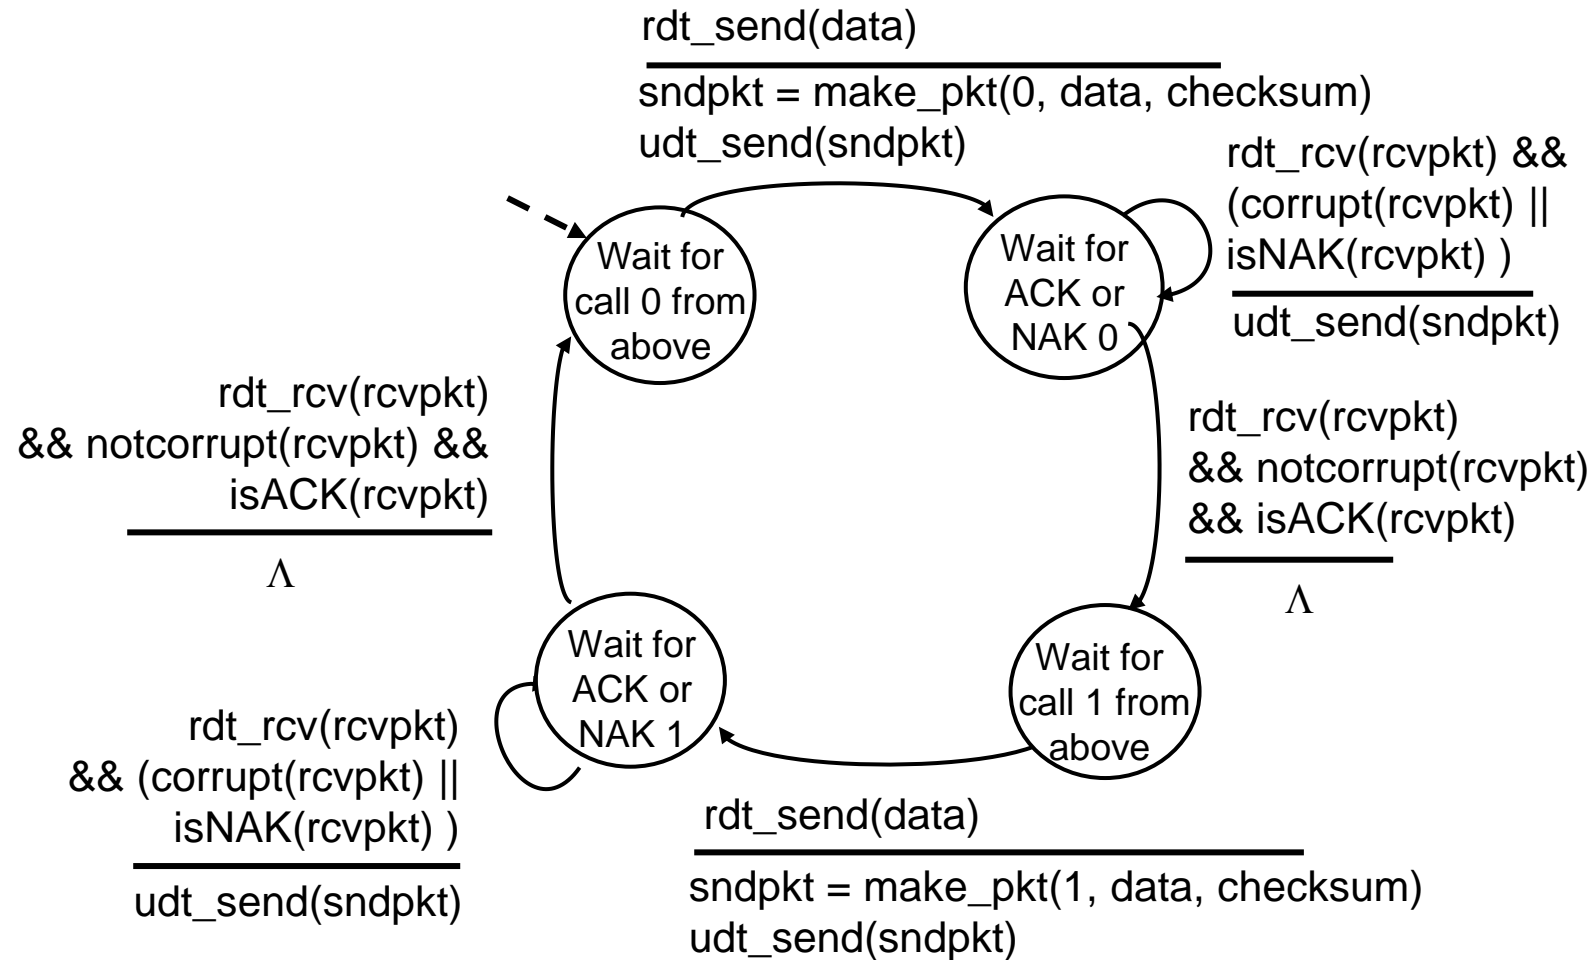 rdt_send(data)
sndpkt = make_pkt(0, data, checksum)
udt_send(sndpkt)
rdt_rcv(rcvpkt) &&
(corrupt(rcvpkt) ||
isNAK(rcvpkt) )
udt_send(sndpkt)
Wait for
call 0 from
above
Wait for
ACK or
NAK 0
rdt_rcv(rcvpkt)
&& notcorrupt(rcvpkt) &&
isACK(rcvpkt)
Λ
rdt_rcv(rcvpkt)
&& notcorrupt(rcvpkt)
&& isACK(rcvpkt)
Λ
Wait for
ACK or
NAK 1
Wait for
call 1 from
above
rdt_rcv(rcvpkt)
&& (corrupt(rcvpkt) ||
isNAK(rcvpkt) )
udt_send(sndpkt)
rdt_send(data)
sndpkt = make_pkt(1, data, checksum)
udt_send(sndpkt)